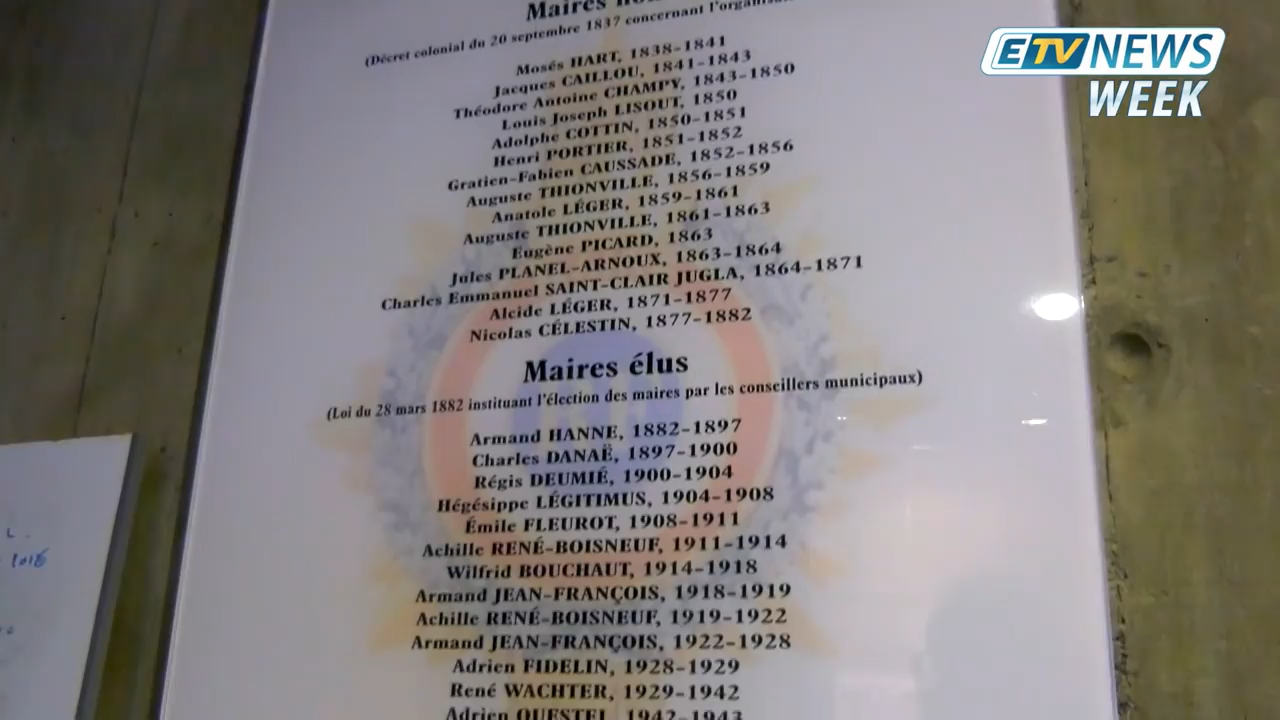 Maires
(Décret colonial du 20 septembre 1837 concernant
Mosés HART, 1838-1841
Jacques CAILLOU, 1841-1843
Théodore Antoine CHAMPY, 1843-1850
Louis Joseph LISOUT, 1850
Adolphe COTTIN, 1850-1851
Henri PORTIER, 1851-1852
Gratien-Fabien CAUSSADE, 1852-1856
Auguste THIONVILLE, 1856-1859
Anatole LÉGER, 1859-1861
Auguste THIONVILLE, 1861-1863
Eugène PICARD, 1863
Jules PLANEL-ARNOUX, 1863-1864
Charles Emmanuel SAINT-CLAIR JUGLA, 1864-1871
Alcide LÉGER, 1871-1877
Nicolas CÉLESTIN, 1877-1882
Maires élus
(Loi du 28 mars 1882 instituant l'élection des maires par les conseillers municipaux)
Armand HANNE, 1882-1897
Charles DANAË, 1897-1900
Régis DEUMIÉ, 1900-1904
Hégésippe LÉGITIMUS, 1904-1908
Émile FLEUROT, 1908-1911
Achille RENÉ-BOISNEUF, 1911-1914
Wilfrid BOUCHAUT, 1914-1918
Armand JEAN-FRANÇOIS, 1918-1919
Achille RENÉ-BOISNEUF, 1919-1922
Armand JEAN-FRANÇOIS, 1922-1928
Adrien FIDELIN, 1928-1929
René WACHTER, 1929-1942
Adrien QUESTEL, 1942-1943
ETV NEWS
WEEK